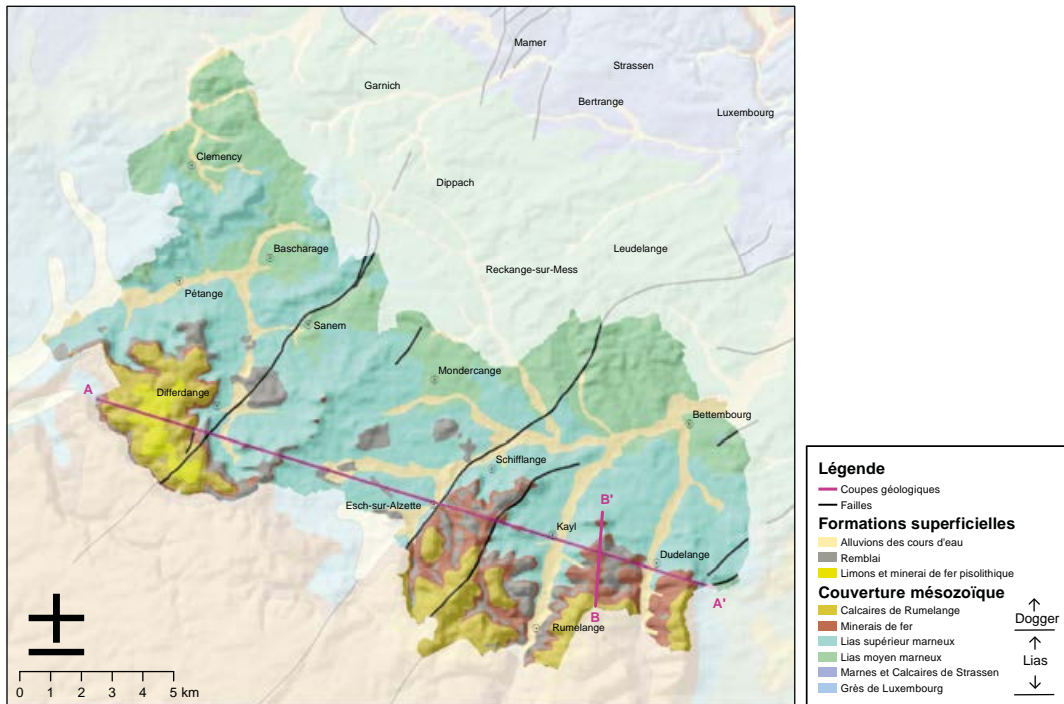 Mamer
Strassen
Garnich
Bertrange
Luxembourg
Clemency
Dippach
Bascharage
Leudelange
Reckange-sur-Mess
Pétange
Sanem
Mondercange
A
Differdange
Bettembourg
Schifflange
B'
Esch-sur-Alzette
Kayl
Dudelange
A'
B
Rumelange
0 1 2 3 4 5 km
Légende
Coupes géologiques
Failles
Formations superficielles
Alluvions des cours d'eau
Remblai
Limons et minerai de fer pisolithique
Couverture mésozoïque
Calcaires de Rumelange
Minerais de fer
Lias supérieur marneux
Lias moyen marneux
Marnes et Calcaires de Strassen
Grès de Luxembourg
Dogger
Lias